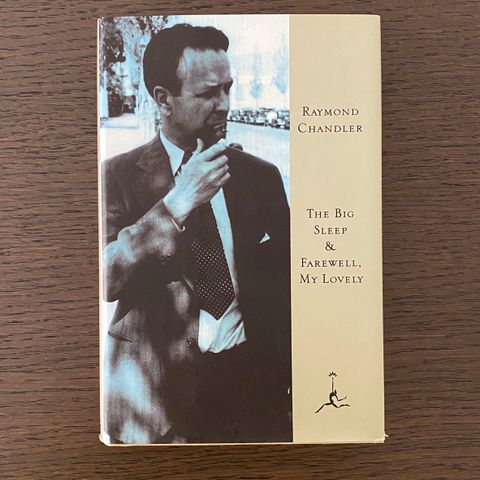 RAYMOND
CHANDLER
THE BIG
SLEEP
&
FAREWELL,
MY LOVELY